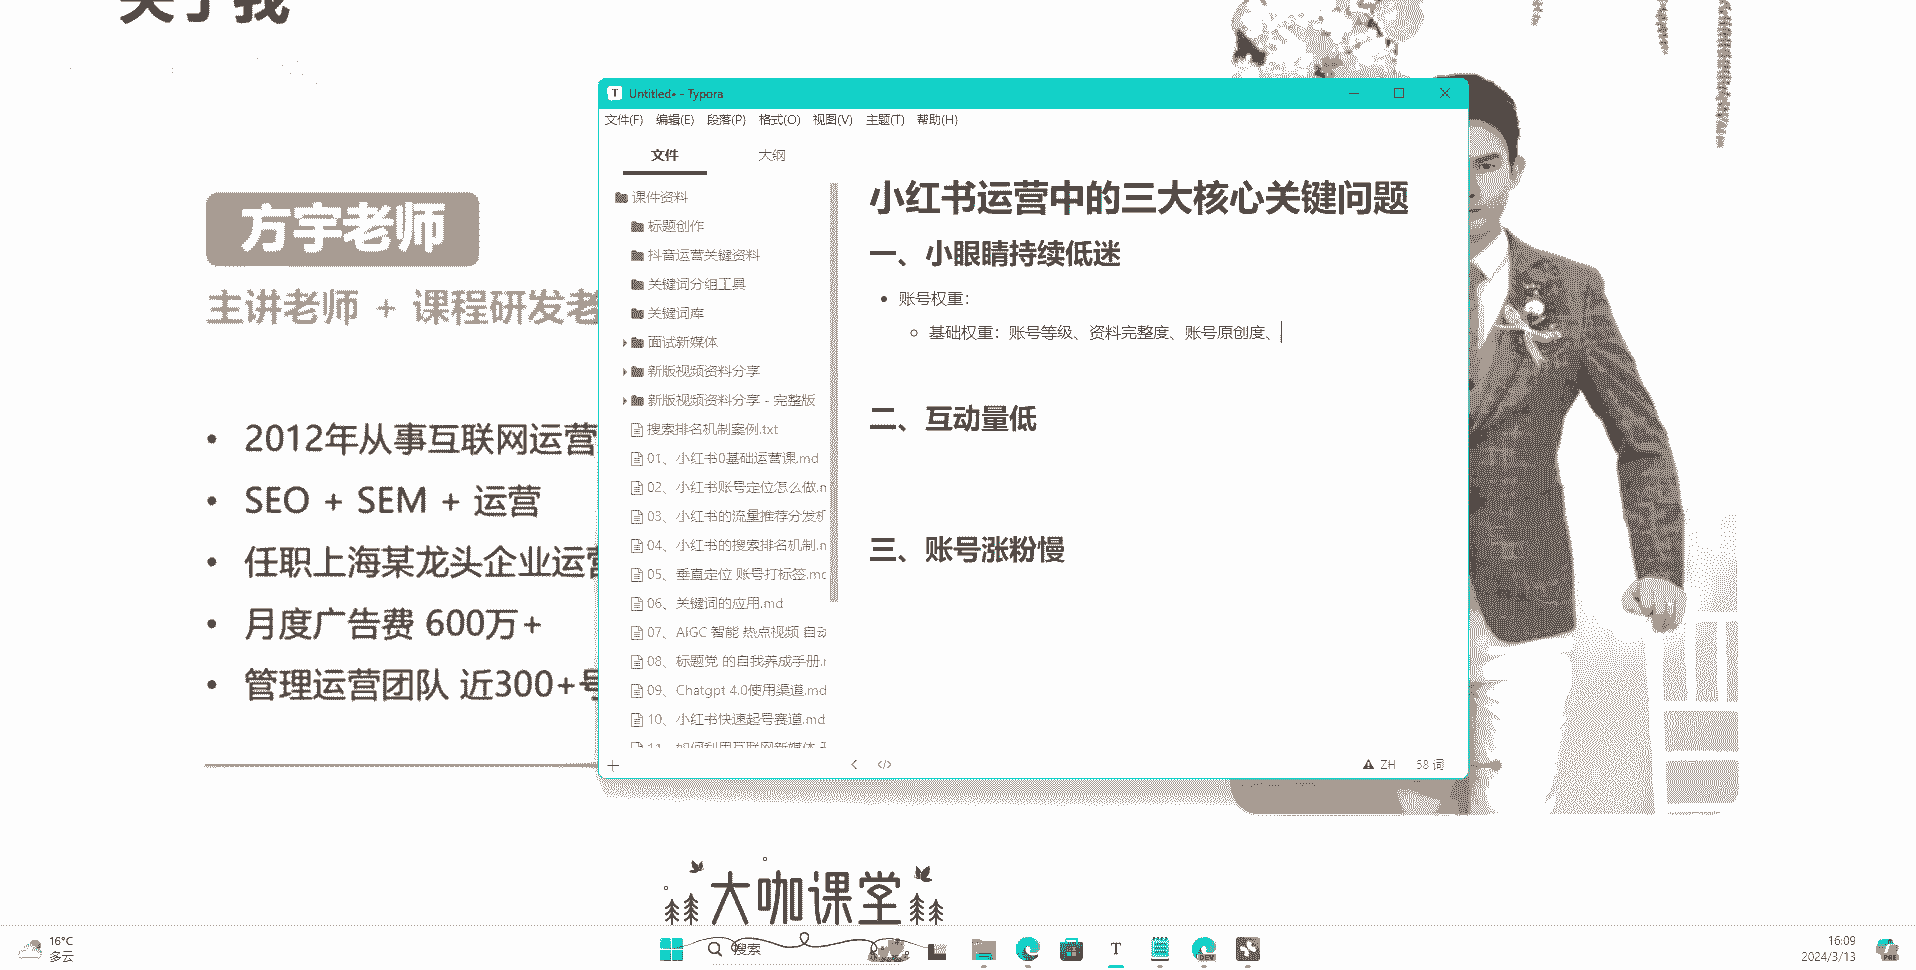 关于我
方宇老师
主讲老师 + 课程研发老
• 2012年从事互联网运营
• SEO + SEM + 运营
• 任职上海某龙头企业运营
• 月度广告费 600万+
• 管理运营团队 近300+号
T Untitled• - Typora
文件(F) 编辑(E) 段落(P) 格式(O) 视图(V) 主题(T) 帮助(H)
文件 大纲
课件资料
标题创作
抖音运营关键资料
关键词分组工具
关键词库
面试新媒体
新版视频资料分享
新版视频资料分享 - 完整版
搜索排名机制案例.txt
01、小红书0基础运营课.md
02、小红书账号定位怎么做.m
03、小红书的流量推荐分发机
04、小红书的搜索排名机制.m
05、垂直定位 账号打标签.md
06、关键词的应用.md
07、AIGC 智能 热点视频 自动
08、标题党 的自我养成手册.m
09、Chatgpt 4.0使用渠道.md
10、小红书快速起号赛道.md
11、如何利用互联网新媒体
小红书运营中的三大核心关键问题
一、小眼睛持续低迷
• 账号权重：
◦ 基础权重：账号等级、资料完整度、账号原创度、
二、互动量低
三、账号涨粉慢
ZH 58 词
大咖课堂
16°C
多云
搜索
T
DEV
16:09
2024/3/13
PRE